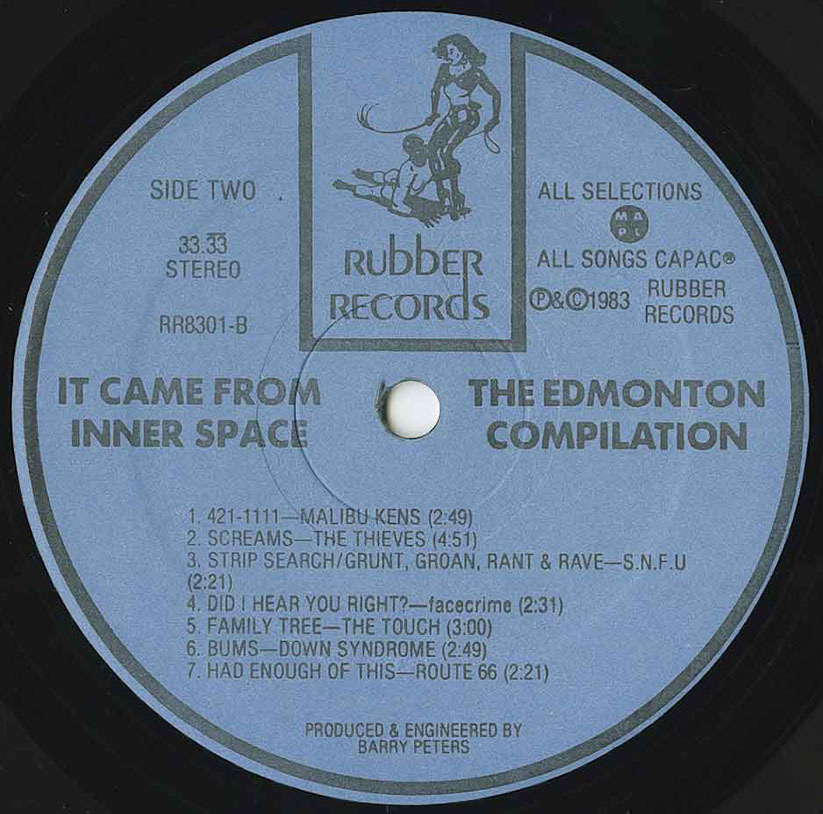 SIDE TWO
33.33
STEREO
RR8301-B
RUBBER
RECORDS
ALL SELECTIONS
MA
PL
ALL SONGS CAPAC®
Ⓟ&©1983 RUBBER
RECORDS
IT CAME FROM
INNER SPACE
THE EDMONTON
COMPILATION
1. 421-1111—MALIBU KENS (2:49)
2. SCREAMS—THE THIEVES (4:51)
3. STRIP SEARCH/GRUNT, GROAN, RANT & RAVE—S.N.F.U
(2:21)
4. DID I HEAR YOU RIGHT?—facecrime (2:31)
5. FAMILY TREE—THE TOUCH (3:00)
6. BUMS—DOWN SYNDROME (2:49)
7. HAD ENOUGH OF THIS—ROUTE 66 (2:21)
PRODUCED & ENGINEERED BY
BARRY PETERS